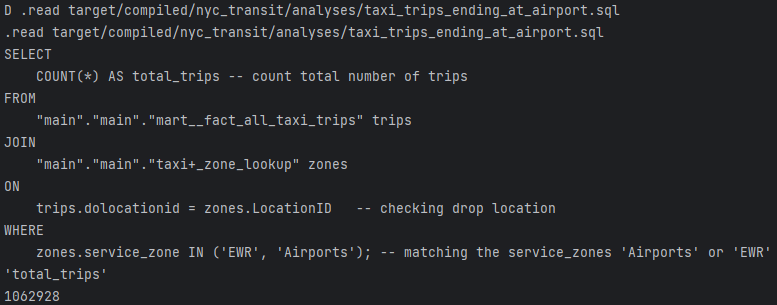 D .read target/compiled/nyc_transit/analyses/taxi_trips_ending_at_airport.sql
.read target/compiled/nyc_transit/analyses/taxi_trips_ending_at_airport.sql
SELECT
    COUNT(*) AS total_trips -- count total number of trips
FROM
    "main"."main"."mart__fact_all_taxi_trips" trips
JOIN
    "main"."main"."taxi+_zone_lookup" zones
ON
    trips.dolocationid = zones.LocationID   -- checking drop location
WHERE
    zones.service_zone IN ('EWR', 'Airports'); -- matching the service_zones 'Airports' or 'EWR'
'total_trips'
1062928